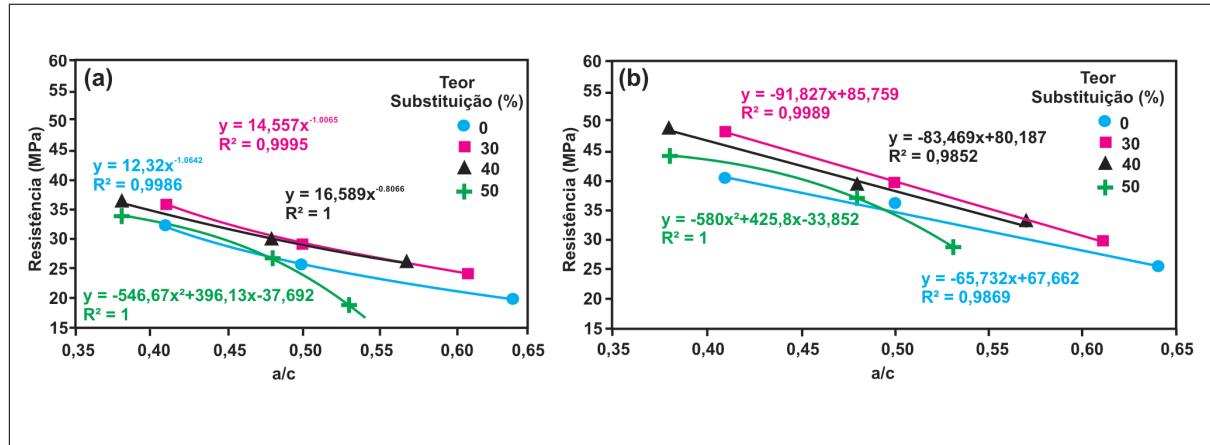 (a)
Teor
Substituição (%)
0
30
40
50
y = 14,557x^-1.0065
R² = 0,9995
y = 12,32x^-1.0642
R² = 0,9986
y = 16,589x^-0.8066
R² = 1
y = -546,67x²+396,13x-37,692
R² = 1
Resistência (MPa)
60
55
50
45
40
35
30
25
20
15
0,35
0,40
0,45
0,50
0,55
0,60
0,65
a/c
(b)
Teor
Substituição (%)
0
30
40
50
y = -91,827x+85,759
R² = 0,9989
y = -83,469x+80,187
R² = 0,9852
y = -580x²+425,8x-33,852
R² = 1
y = -65,732x+67,662
R² = 0,9869
Resistência (MPa)
60
55
50
45
40
35
30
25
20
15
0,35
0,40
0,45
0,50
0,55
0,60
0,65
a/c